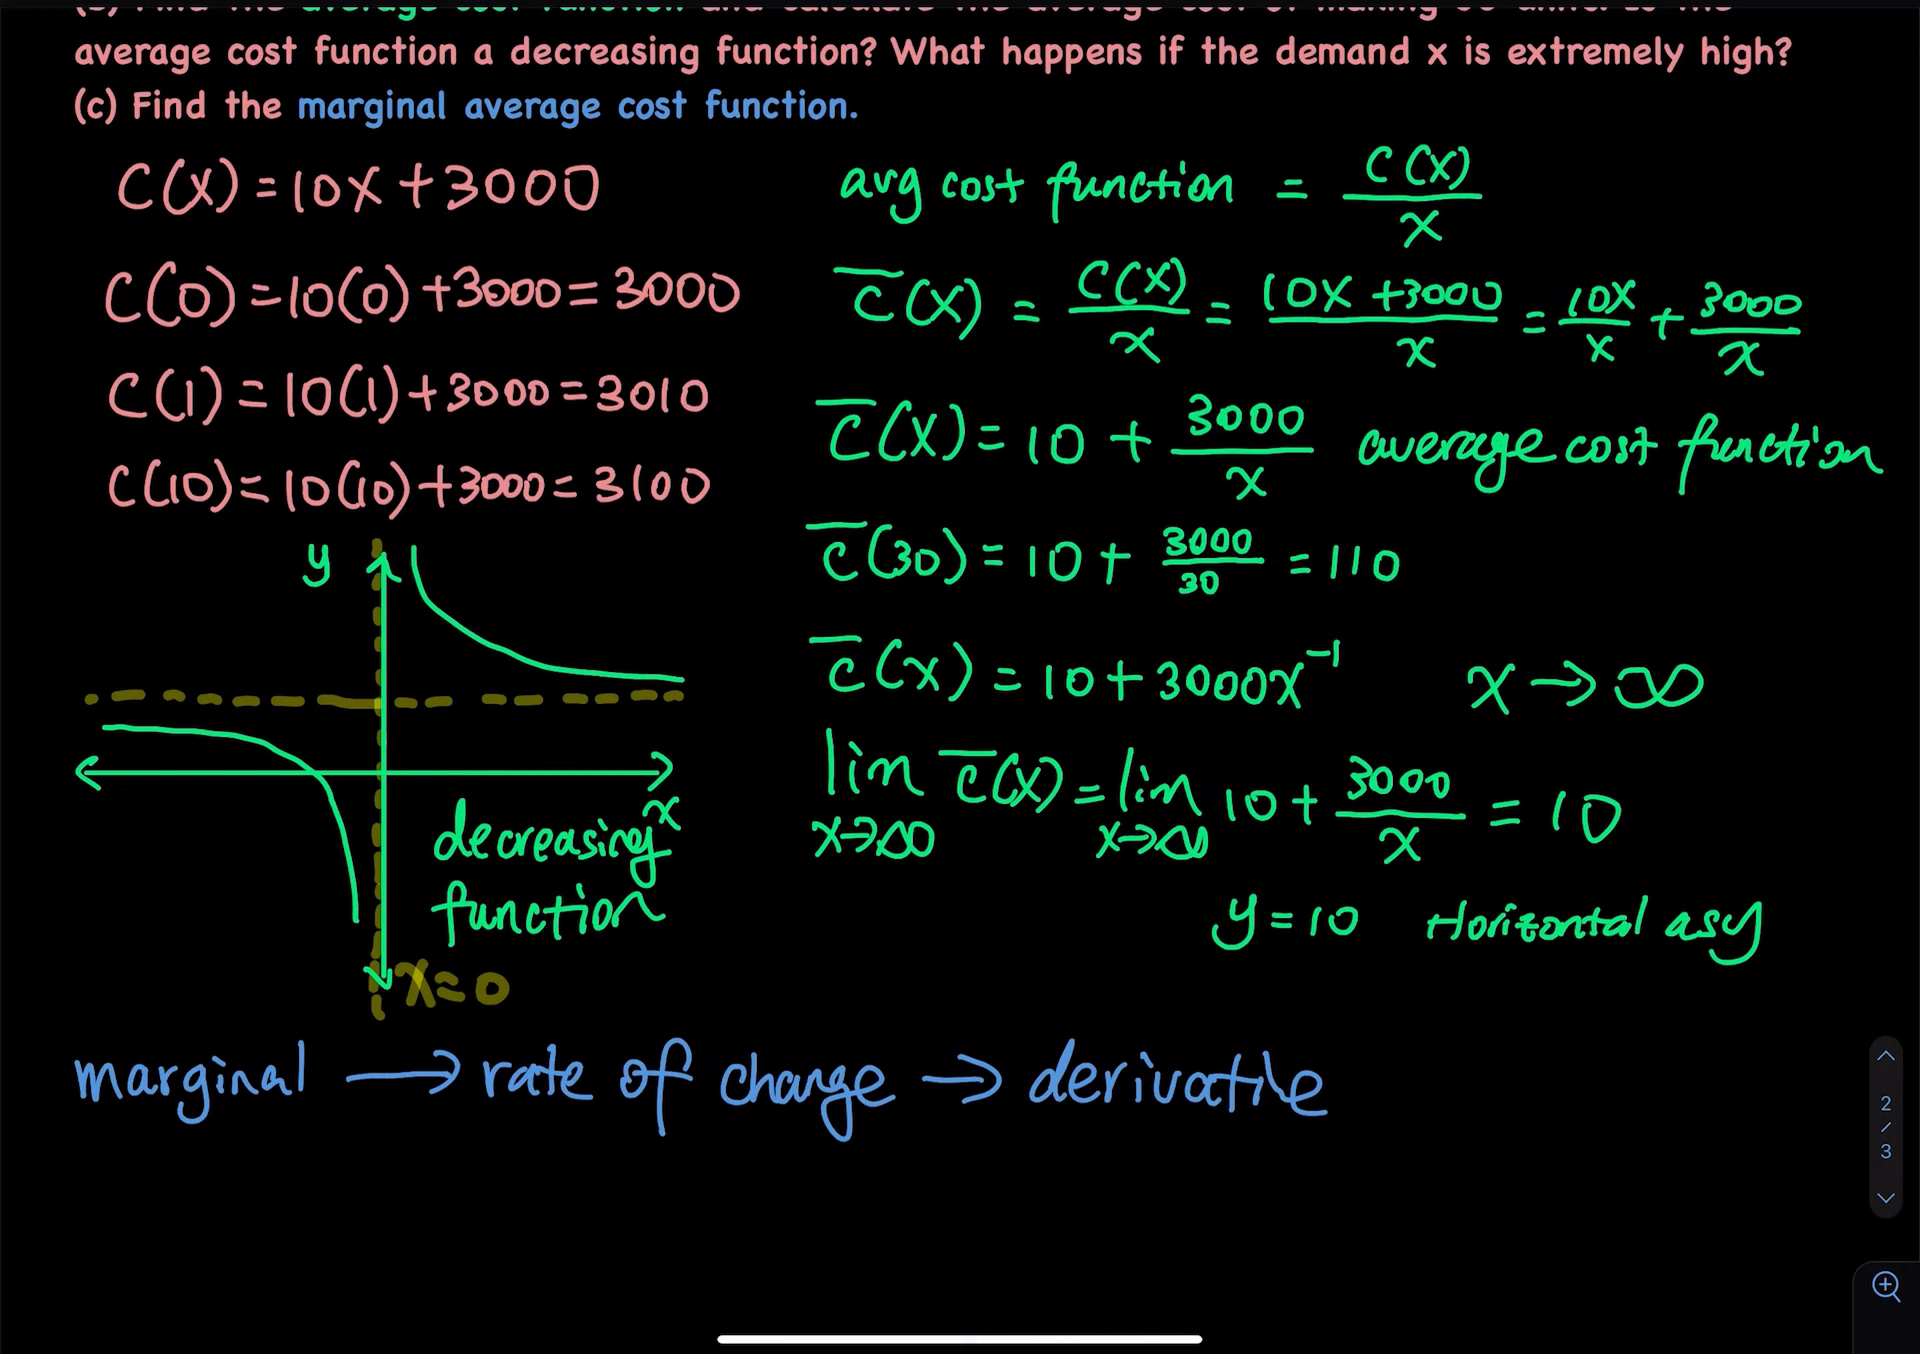 average cost function a decreasing function? What happens if the demand x is extremely high?
(c) Find the marginal average cost function.
C(X) = 10X + 3000
C(0) = 10(0) + 3000 = 3000
C(1) = 10(1) + 3000 = 3010
C(10) = 10(10) + 3000 = 3100
y
x
decreasing
function
x = 0
avg cost function = C(X)/x
C̅(X) = C(X)/x = 10X + 3000/x = 10X/x + 3000/x
C̅(X) = 10 + 3000/x average cost function
C̅(30) = 10 + 3000/30 = 110
C̅(x) = 10 + 3000x⁻¹ x → ∞
lim x→∞ C̅(X) = lim x→∞ 10 + 3000/x = 10
y = 10 Horizontal asy
marginal → rate of change → derivative
2
/
3